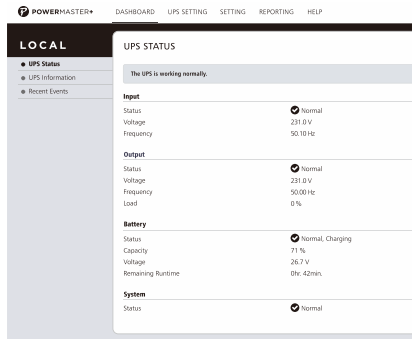 POWERMASTER+ DASHBOARD UPS SETTING SETTING REPORTING HELP
LOCAL
UPS Status
UPS Information
Recent Events
UPS STATUS
The UPS is working normally.
Input
Status Normal
Voltage 231.0 V
Frequency 50.10 Hz
Output
Status Normal
Voltage 231.0 V
Frequency 50.00 Hz
Load 0 %
Battery
Status Normal, Charging
Capacity 71 %
Voltage 26.7 V
Remaining Runtime 0hr. 42min.
System
Status Normal